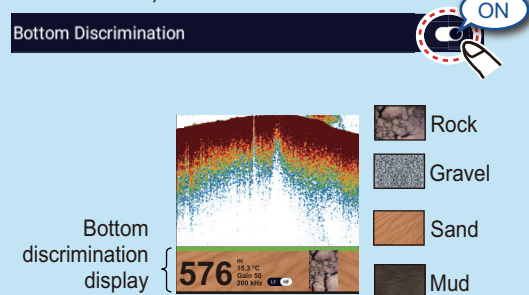 ON
Bottom Discrimination
Rock
Gravel
Sand
Mud
Bottom
discrimination
display
576
m
15,3 °C
Gain 50
200 kHz
LF HF